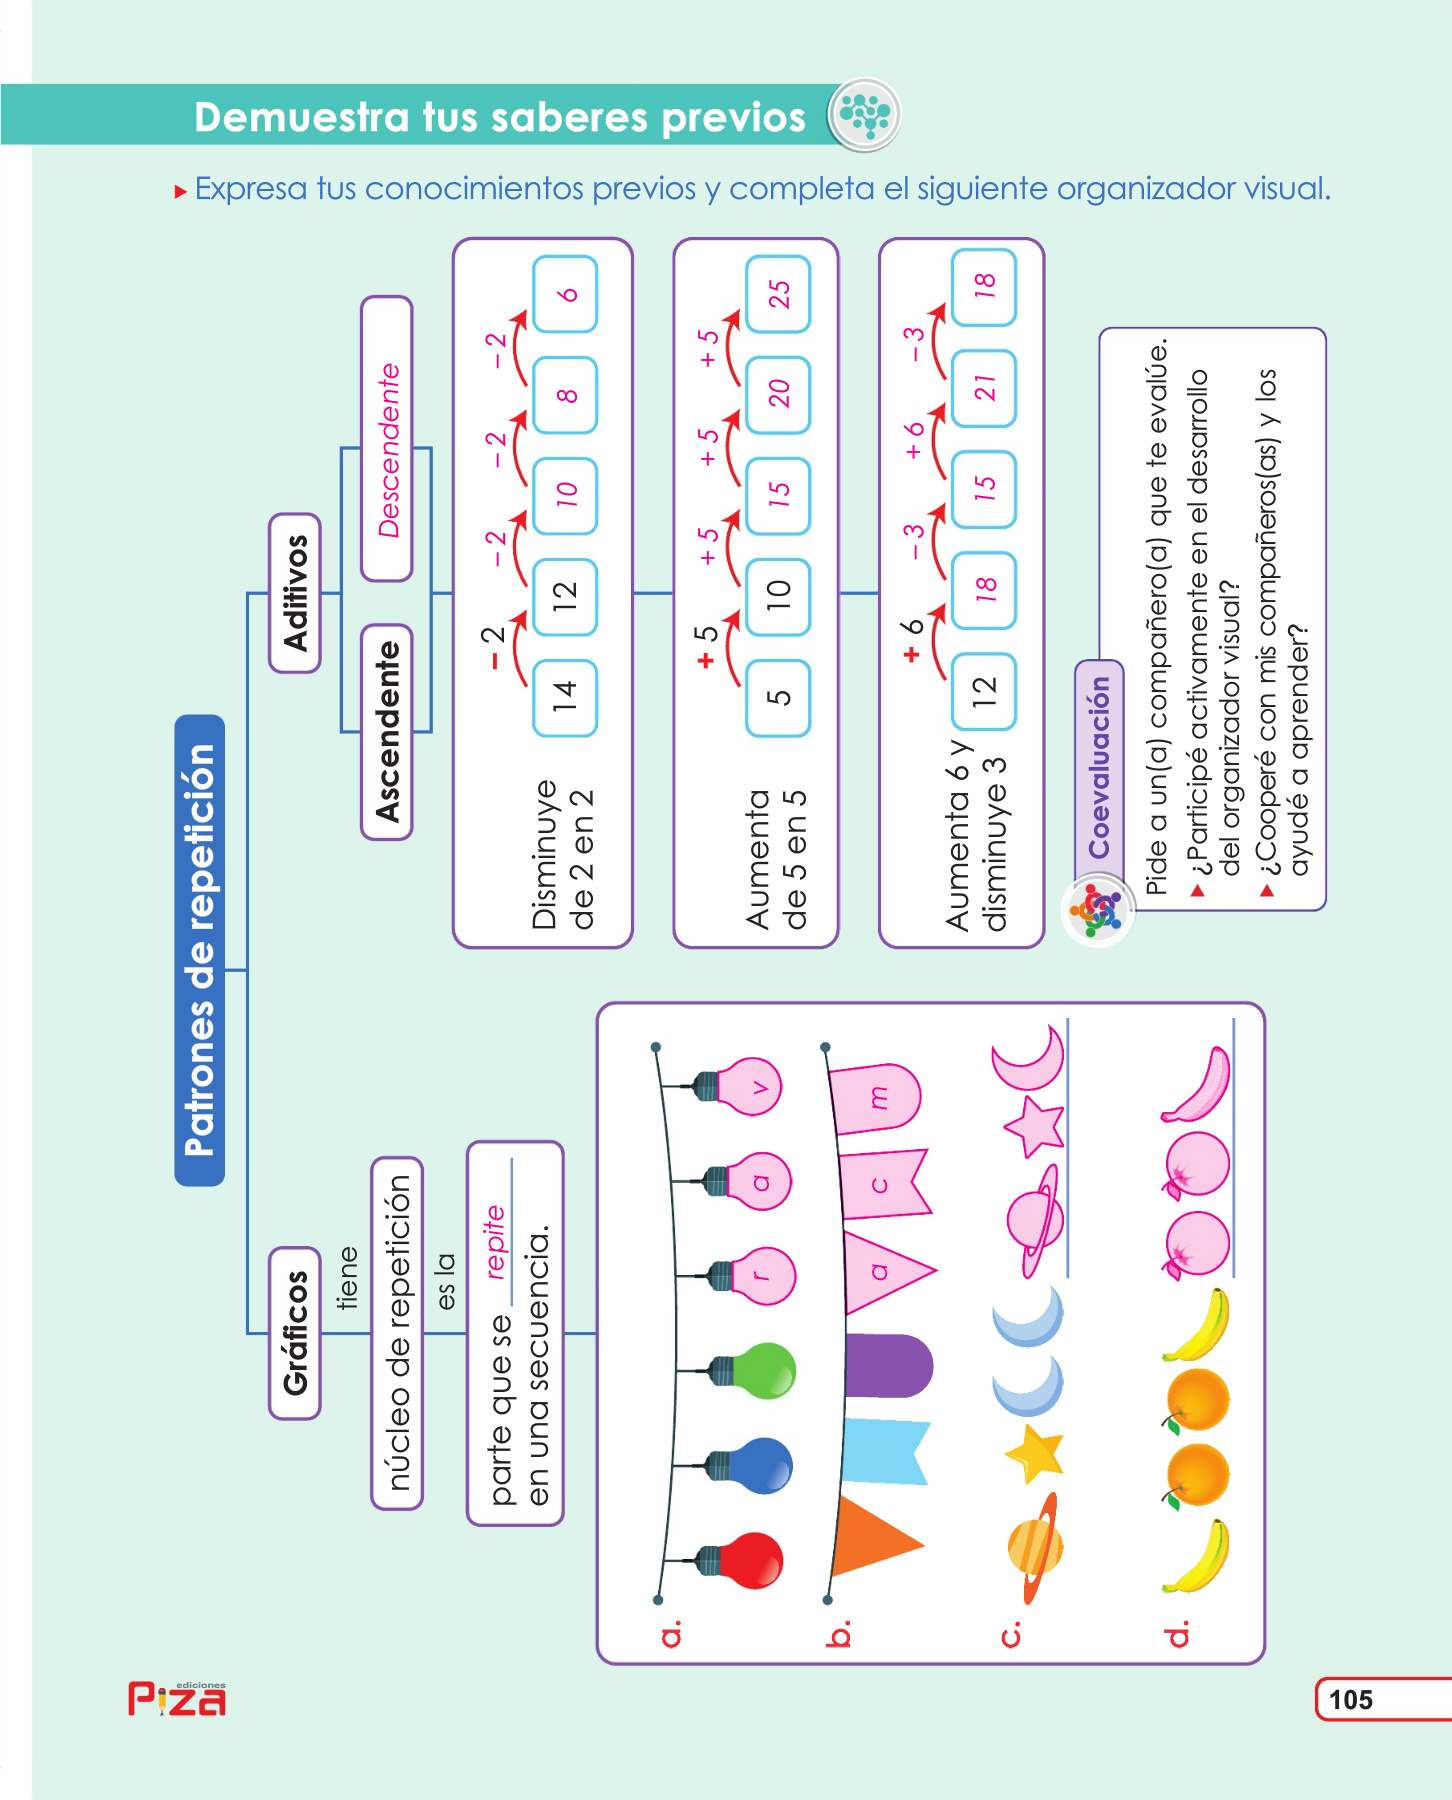 Demuestra tus saberes previos
Expresa tus conocimientos previos y completa el siguiente organizador visual.
Patrones de repetición
Gráficos
tiene
núcleo de repetición
es la
parte que se repite
en una secuencia.
a.
r a v
b.
a c m
c.
d.
Aditivos
Ascendente
Descendente
Disminuye
de 2 en 2
– 2 – 2 – 2 – 2
14 12 10 8 6
Aumenta
de 5 en 5
+ 5 + 5 + 5 + 5
5 10 15 20 25
Aumenta 6 y
disminuye 3
+ 6 – 3 + 6 – 3
12 18 15 21 18
Coevaluación
Pide a un(a) compañero(a) que te evalúe.
¿Participé activamente en el desarrollo
del organizador visual?
¿Cooperé con mis compañeros(as) y los
ayudé a aprender?
ediciones
Piza
105